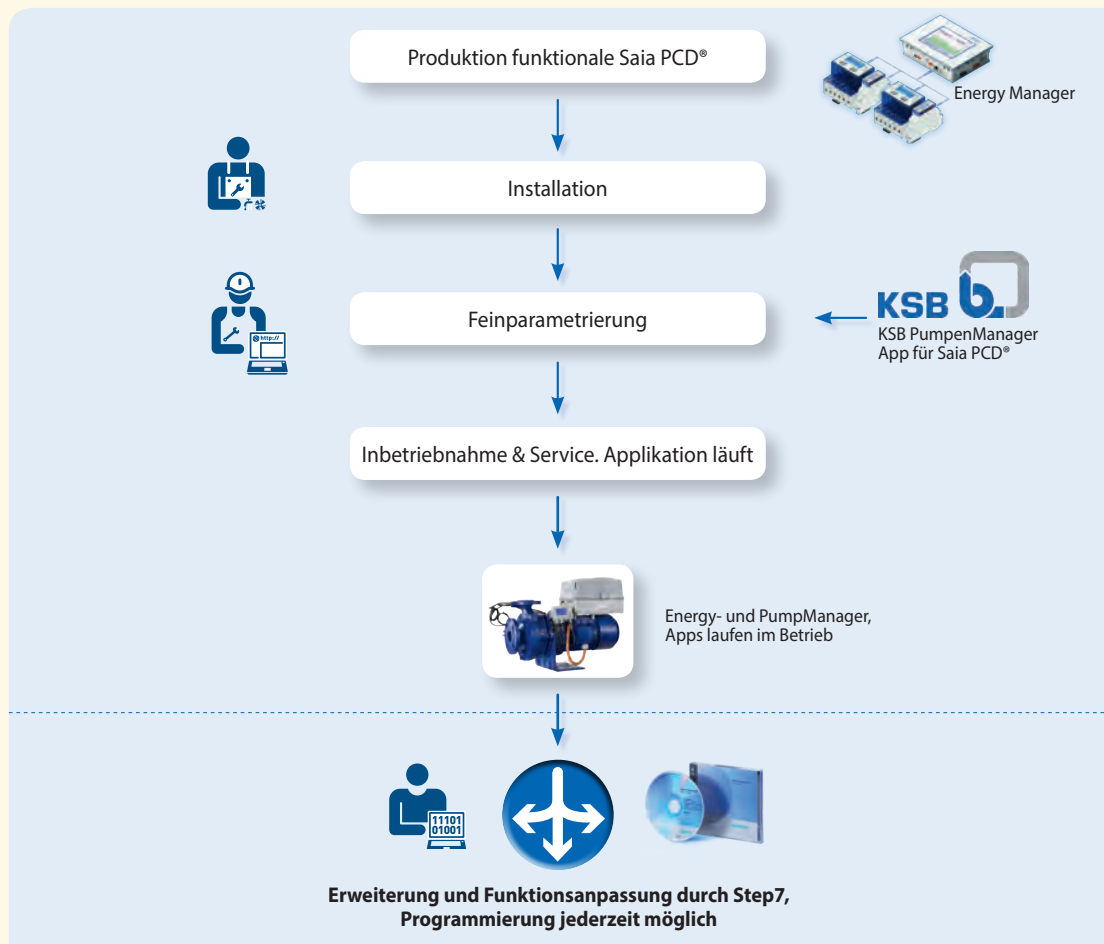 Produktion funktionale Saia PCD®
Energy Manager
Installation
http://
Feinparametrierung
KSB b
KSB PumpenManager
App für Saia PCD®
Inbetriebnahme & Service. Applikation läuft
Energy- und PumpManager,
Apps laufen im Betrieb
11101
01001
Erweiterung und Funktionsanpassung durch Step7,
Programmierung jederzeit möglich